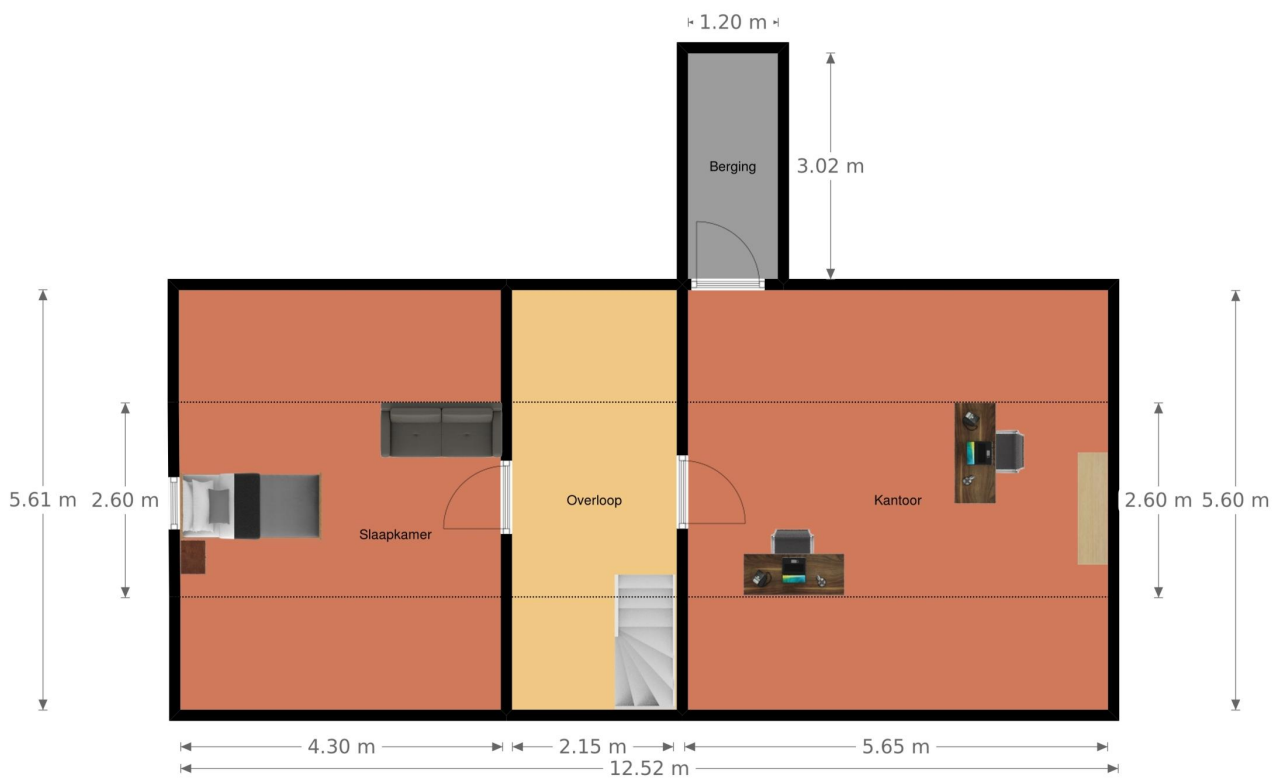 1.20 m
Berging
3.02 m
5.61 m
2.60 m
Slaapkamer
Overloop
Kantoor
2.60 m
5.60 m
4.30 m
2.15 m
5.65 m
12.52 m